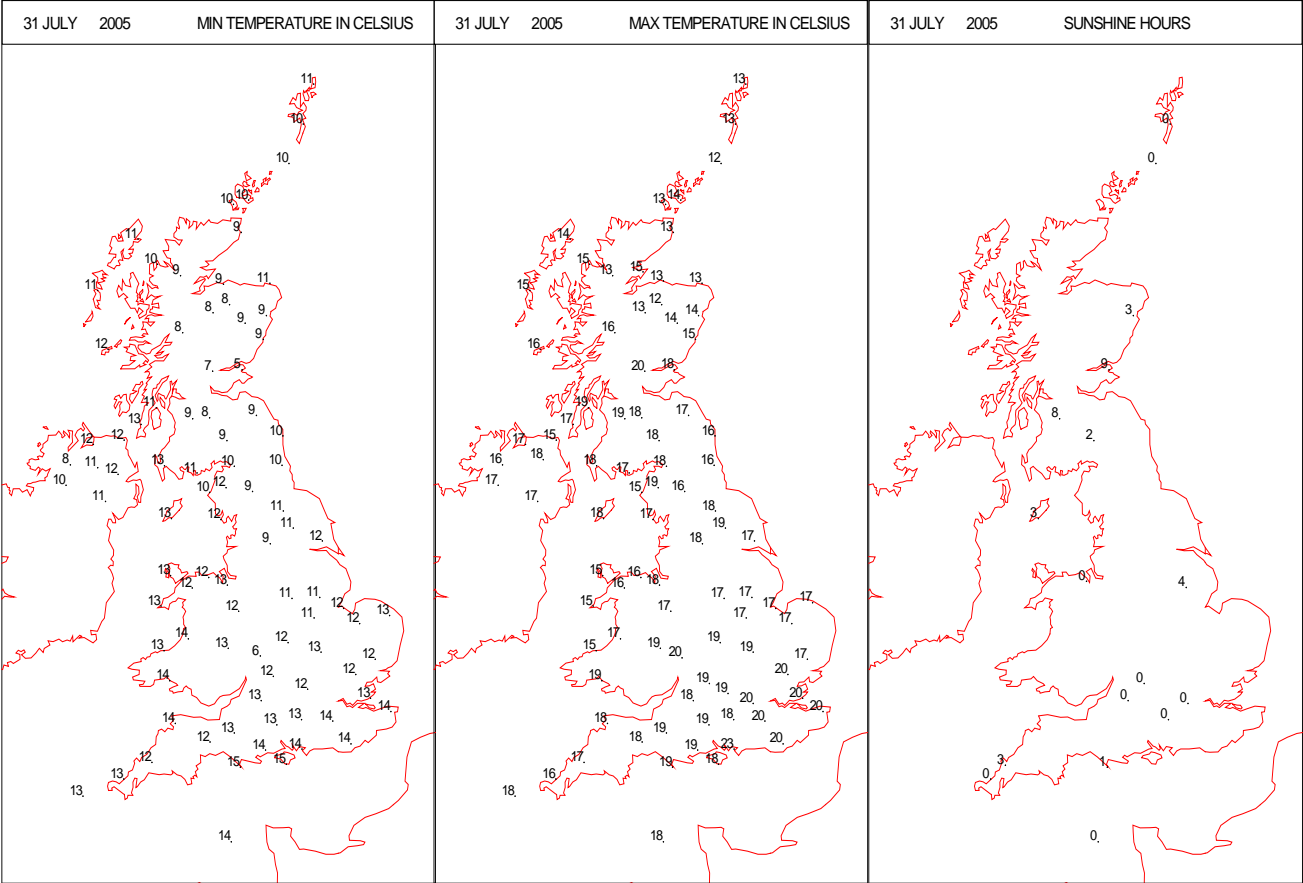 31 JULY 2005 MIN TEMPERATURE IN CELSIUS
11.
10.
10.
10. 10.
9.
11.
10.
9. 9. 11.
11.
8. 8. 9.
9.
8. 9.
12.
7. 5.
11.
13. 9. 8. 9.
12. 12. 9. 10.
8. 11. 12. 13. 11. 10. 10.
10. 11. 10. 12. 9.
13. 12. 11.
11.
9. 12.
13. 12. 12. 13.
13. 12. 11. 11. 11. 12. 12. 13.
14. 13. 13. 6. 12. 13. 12.
14. 12. 12. 12.
13. 13. 14.
14. 12. 13. 13. 13. 14.
14. 14. 14.
12. 15. 15.
13.
13.
14.
31 JULY 2005 MAX TEMPERATURE IN CELSIUS
13.
13.
12.
13. 14.
13.
14.
15. 13. 15. 13. 13.
15.
13. 12. 14.
14.
16. 15.
16.
20. 18.
19.
17. 19. 18. 17.
17. 15. 18. 16.
16. 18. 18. 17. 18. 16.
17. 17. 15. 19. 16.
18. 17. 18.
19.
18. 17.
15. 16. 16. 18.
15. 17. 17. 17. 17. 17. 17. 17.
17. 15. 19. 20. 19. 19. 17.
19. 19. 19. 20. 20.
18. 20. 20.
18. 18. 19. 19. 18. 20.
19. 23. 20.
17. 19. 18.
16.
18.
18.
31 JULY 2005 SUNSHINE HOURS
0.
0.
3.
9.
8.
2.
3.
0. 4.
0.
0. 0.
0.
3. 1.
0.
0.